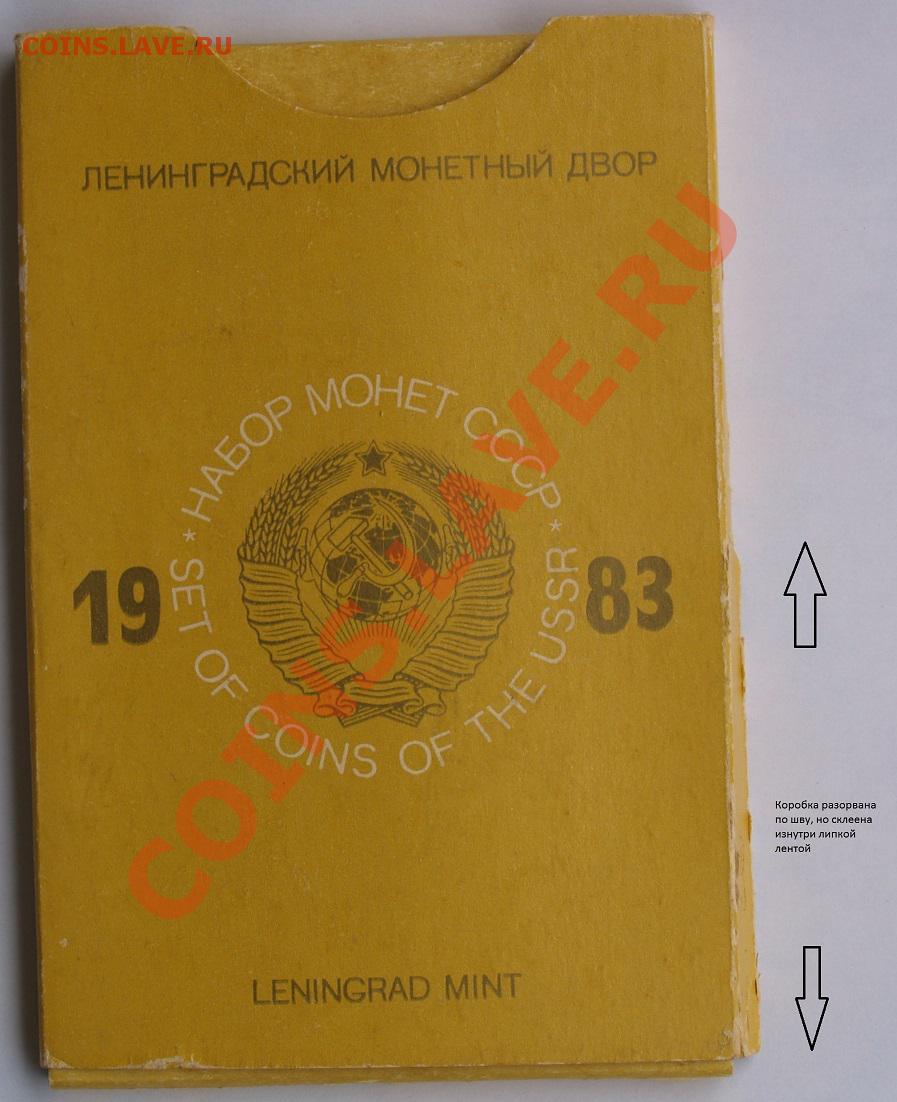 COINS.LAVE.RU
ЛЕНИНГРАДСКИЙ МОНЕТНЫЙ ДВОР
* НАБОР МОНЕТ СССР *
19 83
SET OF COINS OF THE USSR
COINS.LAVE.RU
Коробка разорвана
по шву, но склеена
изнутри липкой
лентой
LENINGRAD MINT